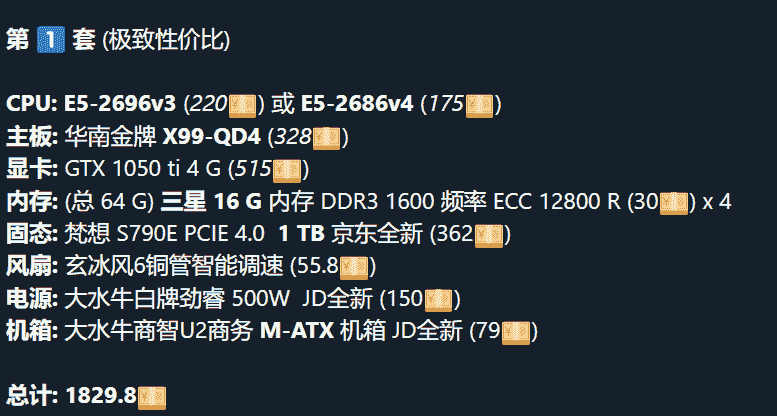 第 1️⃣ 套 (极致性价比)
CPU: E5-2696v3 (220💴) 或 E5-2686v4 (175💴)
主板: 华南金牌 X99-QD4 (328💴)
显卡: GTX 1050 ti 4 G (515💴)
内存: (总 64 G) 三星 16 G 内存 DDR3 1600 频率 ECC 12800 R (30💴) x 4
固态: 梵想 S790E PCIE 4.0 1 TB 京东全新 (362💴)
风扇: 玄冰风6铜管智能调速 (55.8💴)
电源: 大水牛白牌劲睿 500W JD全新 (150💴)
机箱: 大水牛商智U2商务 M-ATX 机箱 JD全新 (79💴)
总计: 1829.8💴